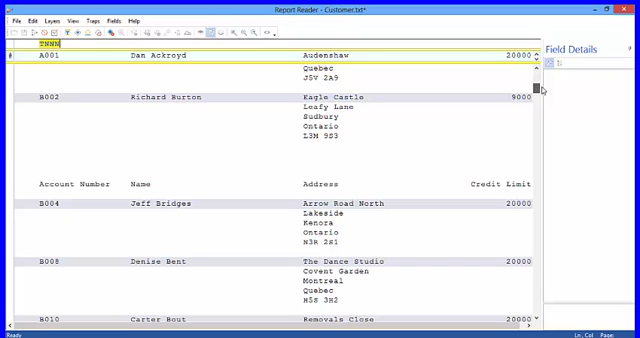 Report Reader - Customer.txt*
File Edit Layers View Traps Fields Help
TNNN
A001 Dan Ackroyd Audenshaw 20000
Quebec
J5V 2A9
B002 Richard Burton Eagle Castle 9000
Leafy Lane
Sudbury
Ontario
L3M 9S3
Account Number Name Address Credit Limit
B004 Jeff Bridges Arrow Road North 20000
Lakeside
Kenora
Ontario
N3R 2S1
B008 Denise Bent The Dance Studio 20000
Covent Garden
Montreal
Quebec
H5S 3H2
B010 Carter Bout Removals Close 20000
Field Details
Ready Ln, Col